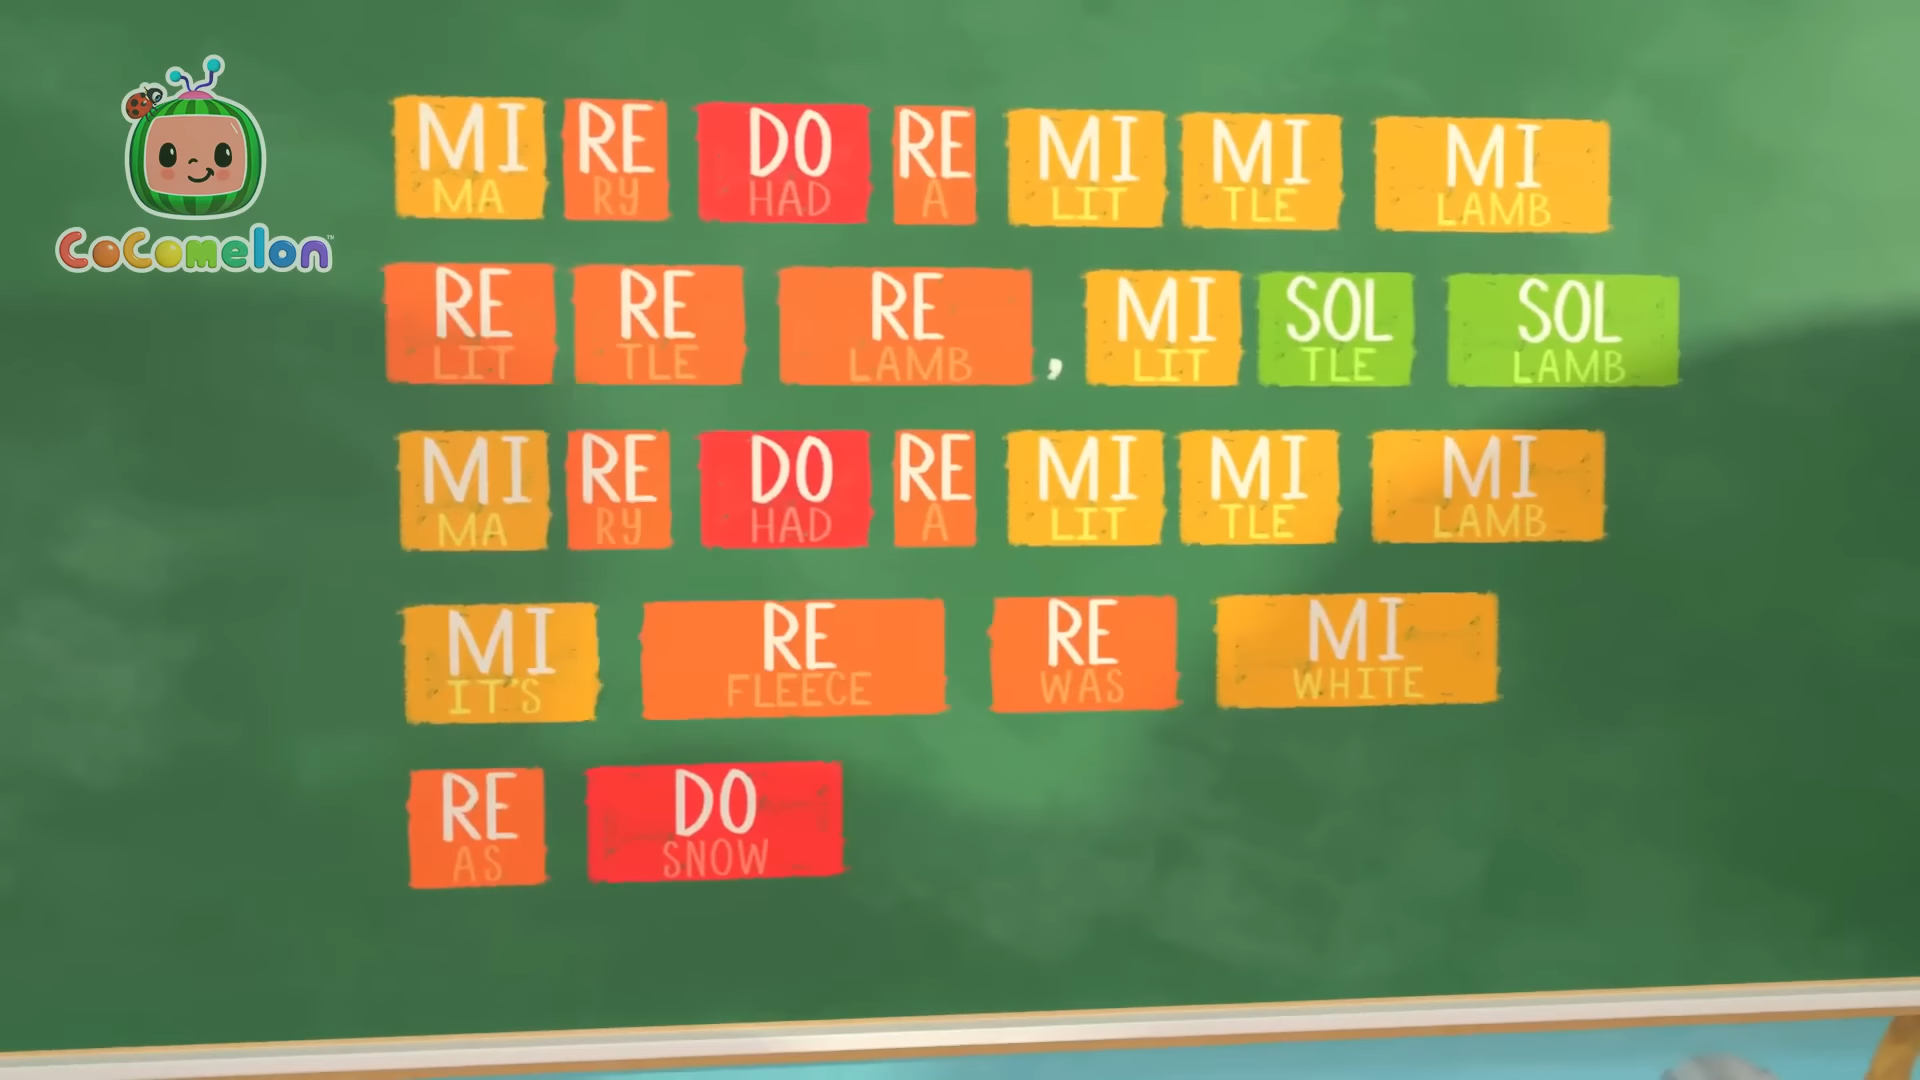 CoComelon™
MI RE DO RE MI MI MI
MA RY HAD A LIT TLE LAMB
RE RE RE , MI SOL SOL
LIT TLE LAMB LIT TLE LAMB
MI RE DO RE MI MI MI
MA RY HAD A LIT TLE LAMB
MI RE RE MI
IT'S FLEECE WAS WHITE
RE DO
AS SNOW